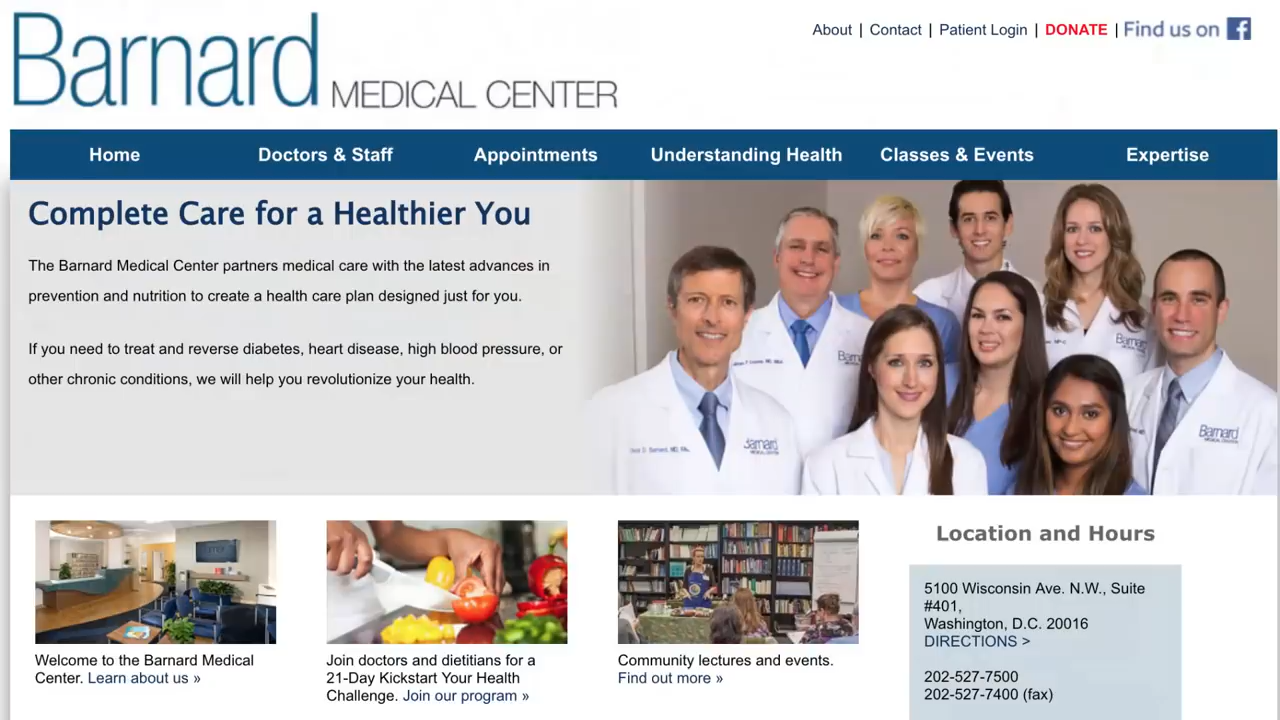 Barnard
MEDICAL CENTER
About | Contact | Patient Login | DONATE | Find us on f
Home Doctors & Staff Appointments Understanding Health Classes & Events Expertise
Complete Care for a Healthier You
The Barnard Medical Center partners medical care with the latest advances in
prevention and nutrition to create a health care plan designed just for you.
If you need to treat and reverse diabetes, heart disease, high blood pressure, or
other chronic conditions, we will help you revolutionize your health.
Barnard
MEDICAL CENTER
Barnard
MEDICAL CENTER
Welcome to the Barnard Medical
Center. Learn about us »
Join doctors and dietitians for a
21-Day Kickstart Your Health
Challenge. Join our program »
Community lectures and events.
Find out more »
Location and Hours
5100 Wisconsin Ave. N.W., Suite
#401,
Washington, D.C. 20016
DIRECTIONS >
202-527-7500
202-527-7400 (fax)